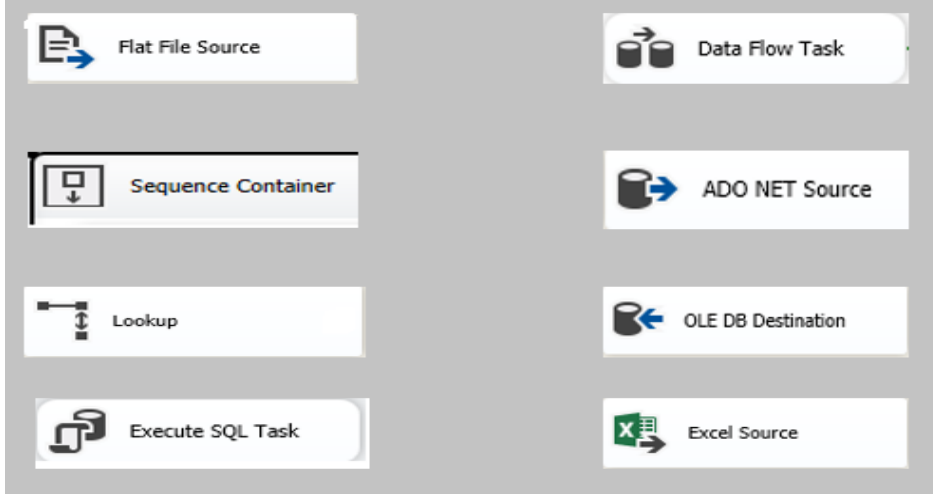 Flat File Source
Data Flow Task
Sequence Container
ADO NET Source
Lookup
OLE DB Destination
Execute SQL Task
Excel Source